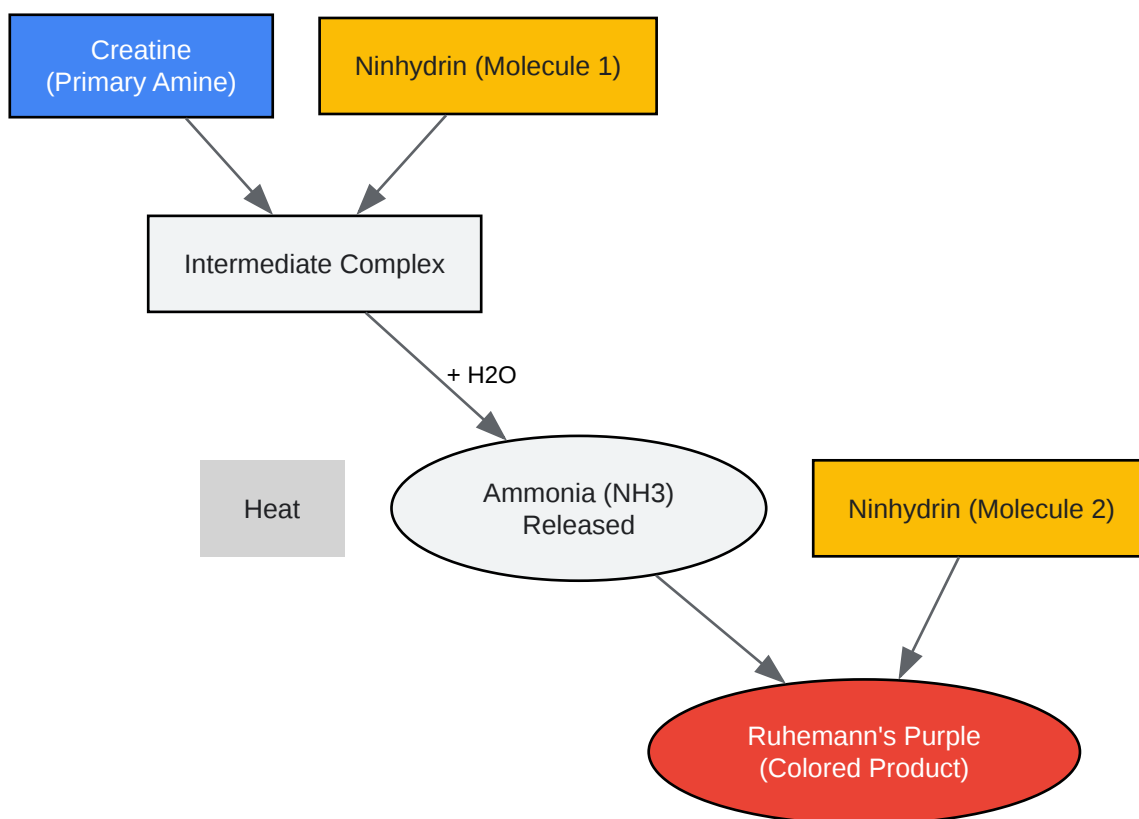 Creatine
(Primary Amine)
Ninhydrin (Molecule 1)
Intermediate Complex
+ H2O
Heat
Ammonia (NH3)
Released
Ninhydrin (Molecule 2)
Ruhemann's Purple
(Colored Product)